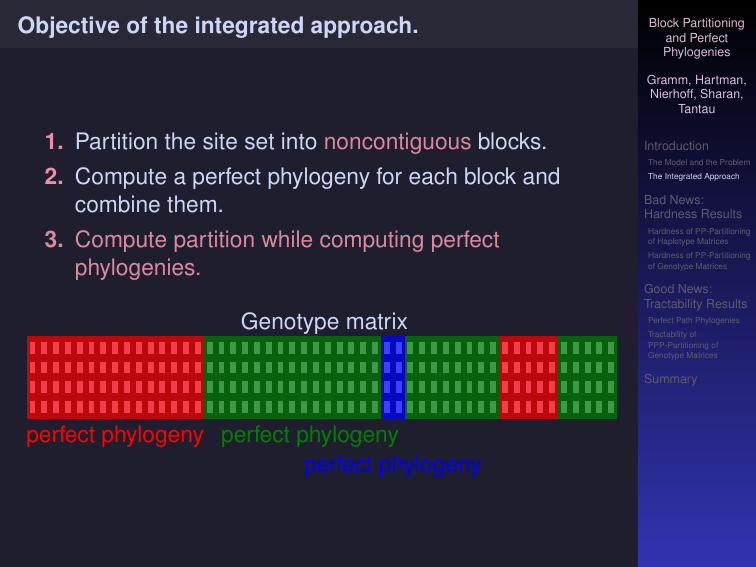 Objective of the integrated approach.
1. Partition the site set into noncontiguous blocks.
2. Compute a perfect phylogeny for each block and
combine them.
3. Compute partition while computing perfect
phylogenies.
Genotype matrix
perfect phylogeny perfect phylogeny
perfect phylogeny
Block Partitioning
and Perfect
Phylogenies
Gramm, Hartman,
Nierhoff, Sharan,
Tantau
Introduction
The Model and the Problem
The Integrated Approach
Bad News:
Hardness Results
Hardness of PP-Partitioning
of Haplotype Matrices
Hardness of PP-Partitioning
of Genotype Matrices
Good News:
Tractability Results
Perfect Path Phylogenies
Tractability of
PPP-Partitioning of
Genotype Matrices
Summary